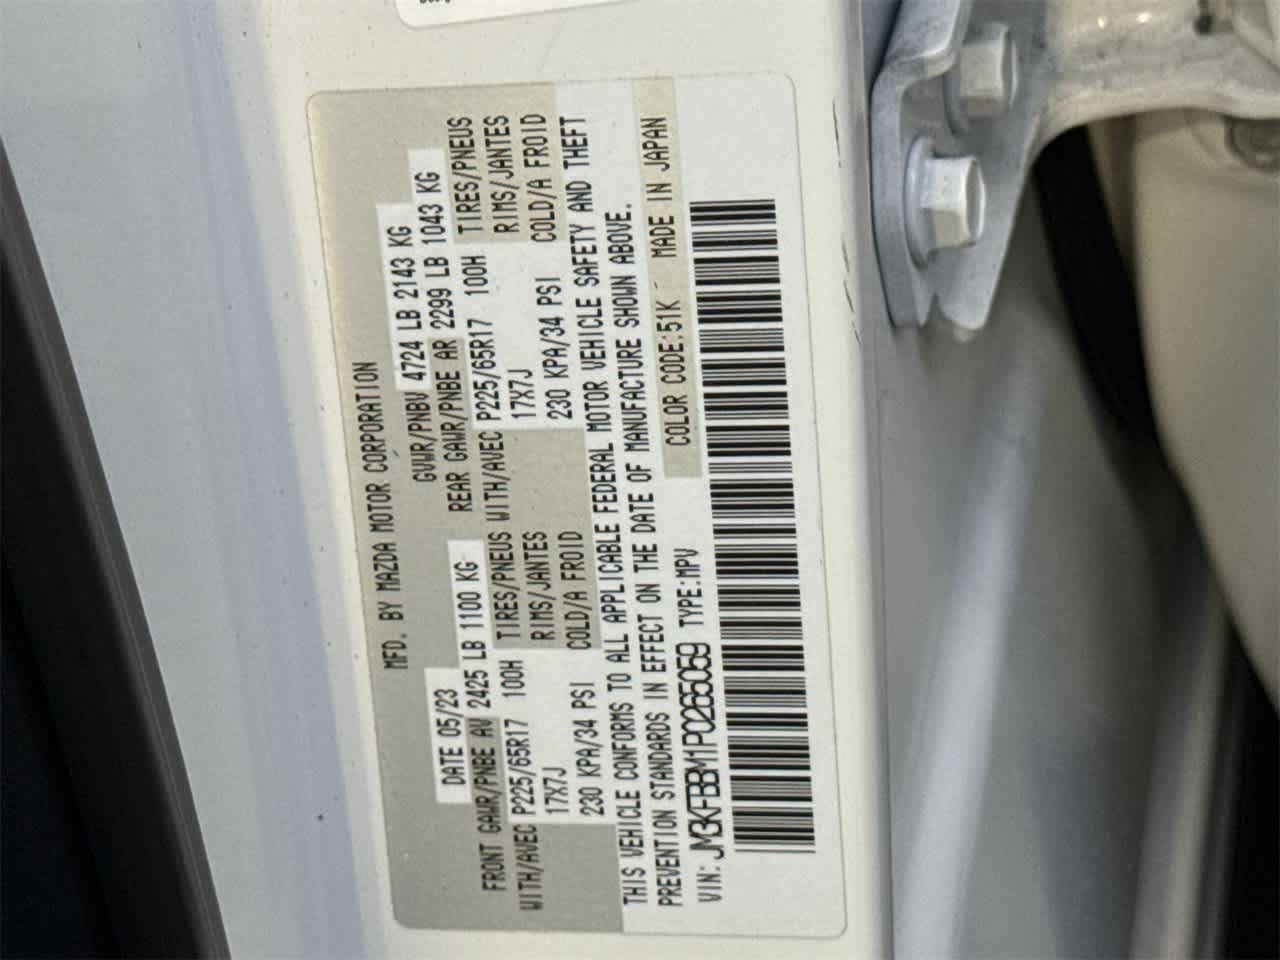 MFD. BY MAZDA MOTOR CORPORATION
DATE 05/23 GVWR/PNBV 4724 LB 2143 KG
FRONT GAWR/PNBE AV 2425 LB 1100 KG REAR GAWR/PNBE AR 2299 LB 1043 KG
WITH/AVEC P225/65R17 100H TIRES/PNEUS WITH/AVEC P225/65R17 100H TIRES/PNEUS
17X7J RIMS/JANTES 17X7J RIMS/JANTES
230 KPA/34 PSI COLD/A FROID 230 KPA/34 PSI COLD/A FROID
THIS VEHICLE CONFORMS TO ALL APPLICABLE FEDERAL MOTOR VEHICLE SAFETY AND THEFT
PREVENTION STANDARDS IN EFFECT ON THE DATE OF MANUFACTURE SHOWN ABOVE.
VIN: JM3KFBBM1P0265059 TYPE:MPV COLOR CODE:51K MADE IN JAPAN